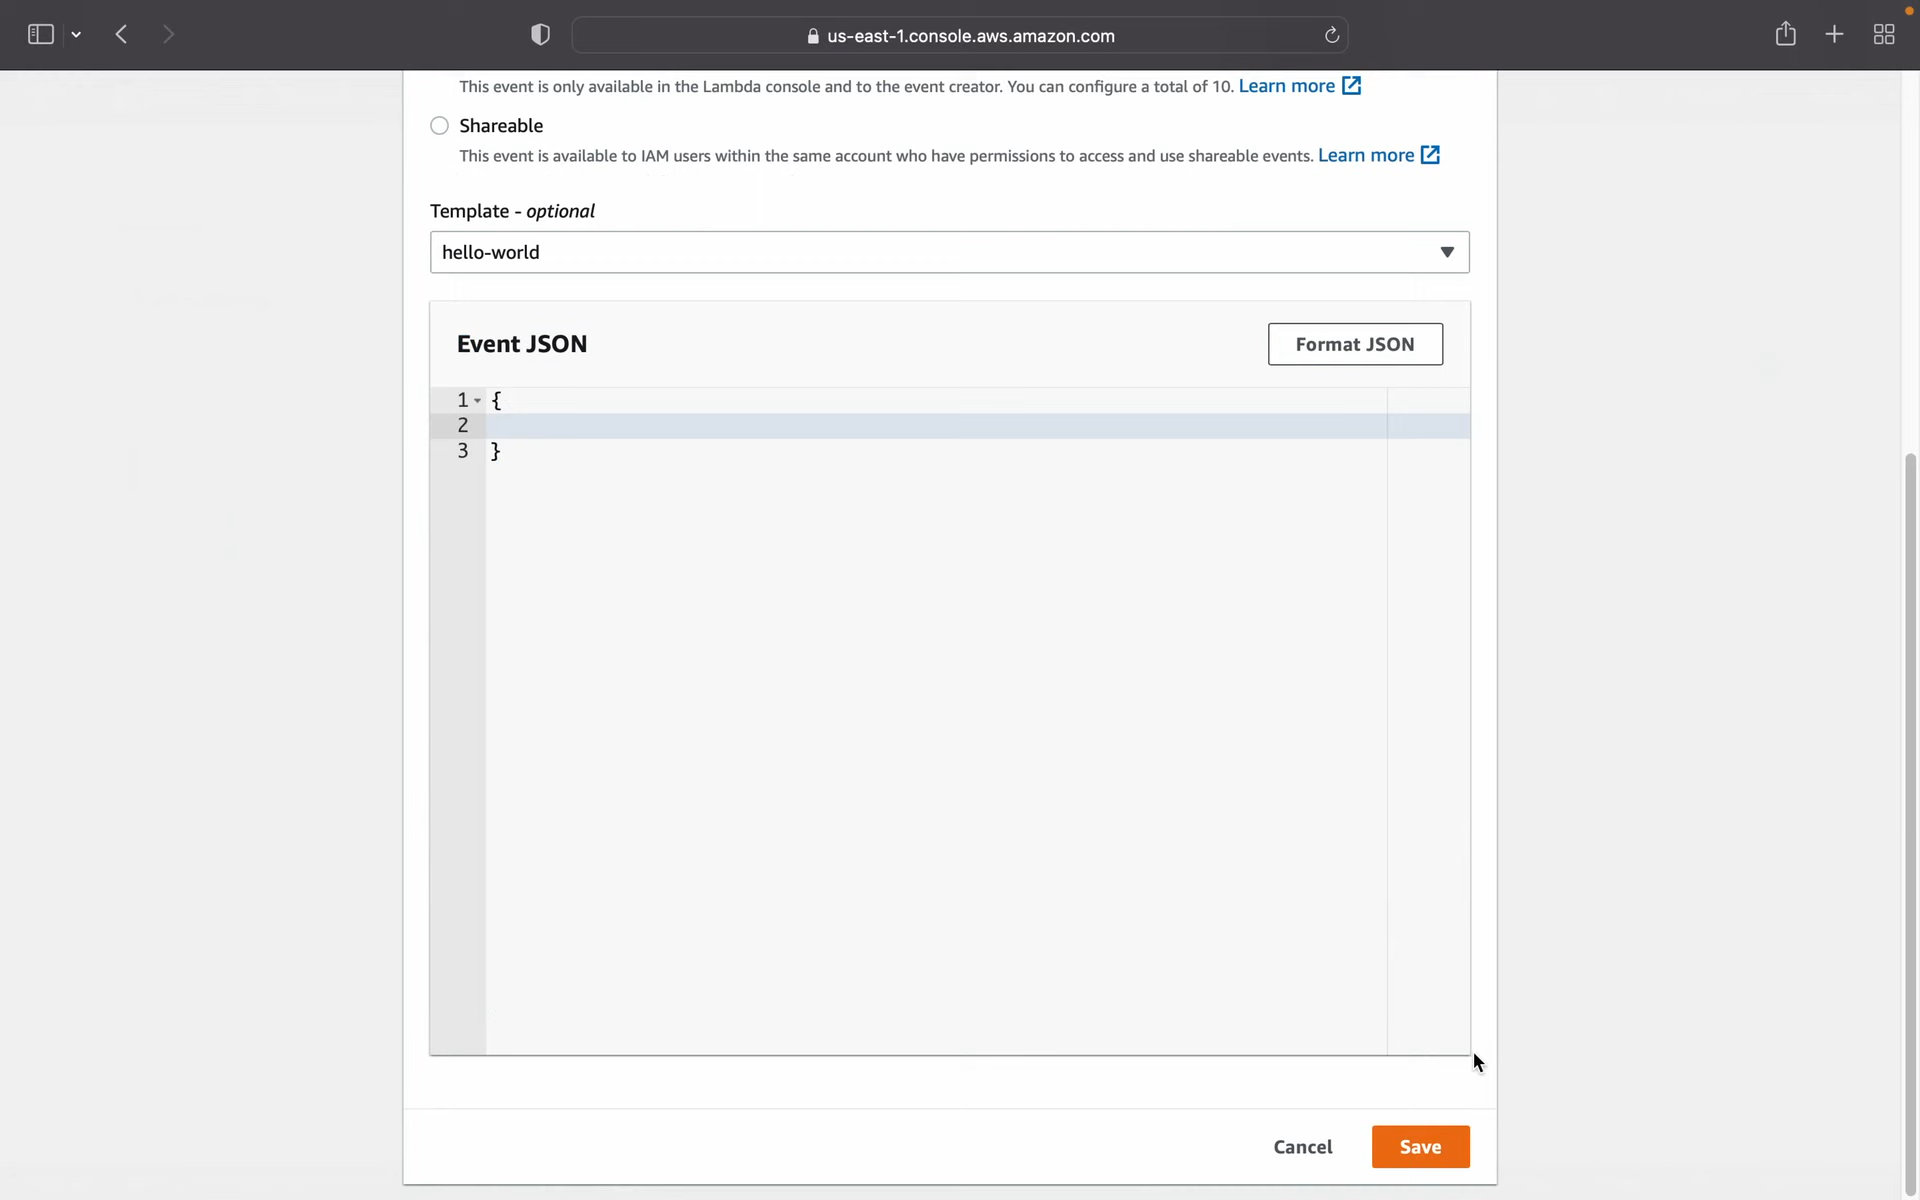 us-east-1.console.aws.amazon.com
This event is only available in the Lambda console and to the event creator. You can configure a total of 10. Learn more
Shareable
This event is available to IAM users within the same account who have permissions to access and use shareable events. Learn more
Template - optional
hello-world
Event JSON
Format JSON
1 {
2
3 }
Cancel
Save